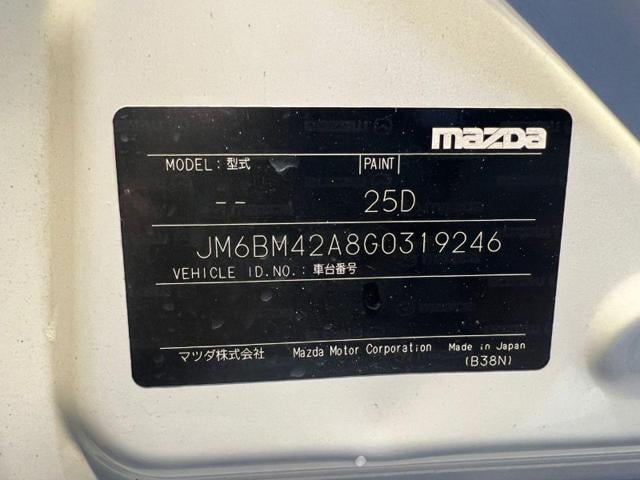 mazda
MODEL: 型式 PAINT
-- 25D
JM6BM42A8G0319246
VEHICLE ID.NO.: 車台番号
マツダ株式会社 Mazda Motor Corporation Made in Japan
(B38N)